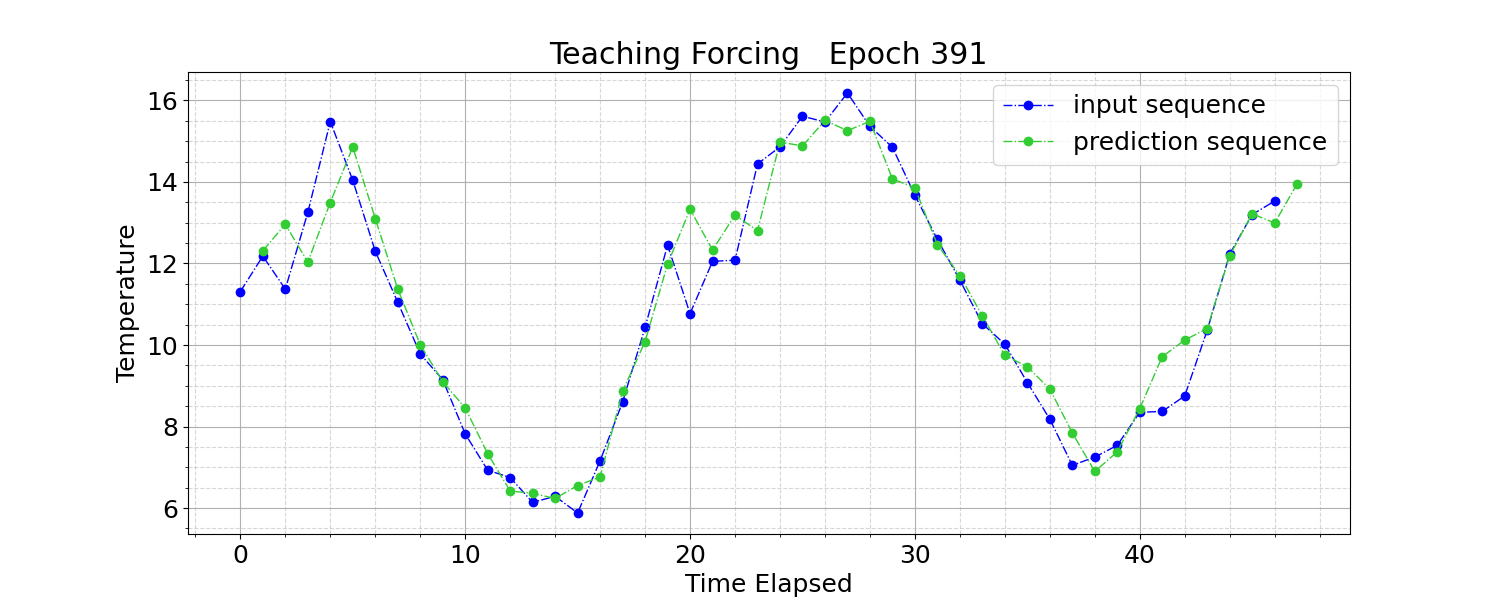 Teaching Forcing   Epoch 391
input sequence
prediction sequence
Temperature
16
14
12
10
8
6
0 10 20 30 40
Time Elapsed